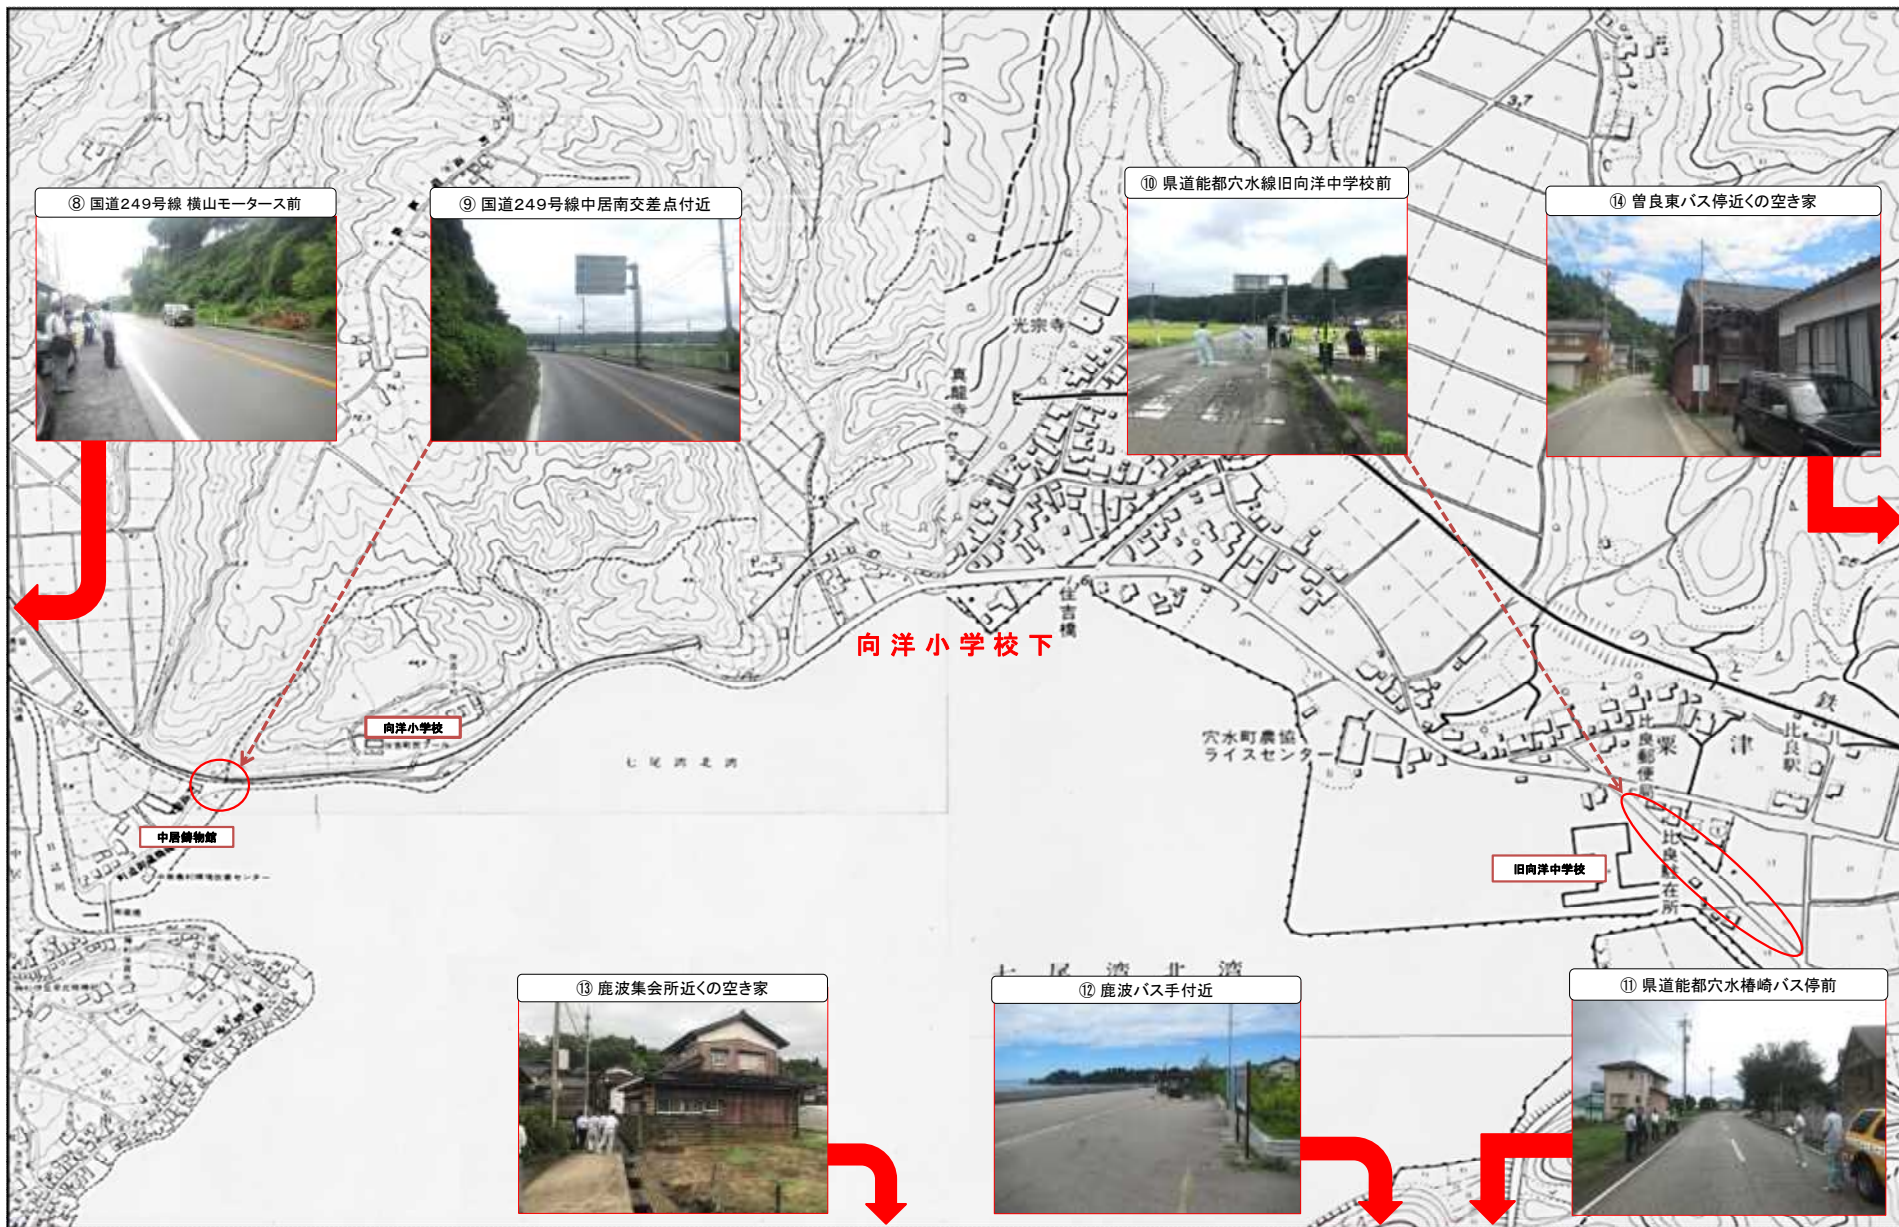 ⑧ 国道249号線 横山モータース前
⑨ 国道249号線中居南交差点付近
⑩ 県道能都穴水線旧向洋中学校前
⑭ 曽良東バス停近くの空き家
3.7
光宗寺
真龍寺
住吉橋
向洋小学校下
向洋小学校
七尾湾北湾
穴水町農協
ライスセンター
比良郵便局
粟津
比良駅
のと鉄
中居鋳物館
旧向洋中学校
比良駐在所
七尾湾北湾
⑬ 鹿波集会所近くの空き家
⑫ 鹿波バス手付近
⑪ 県道能都穴水椿崎バス停前